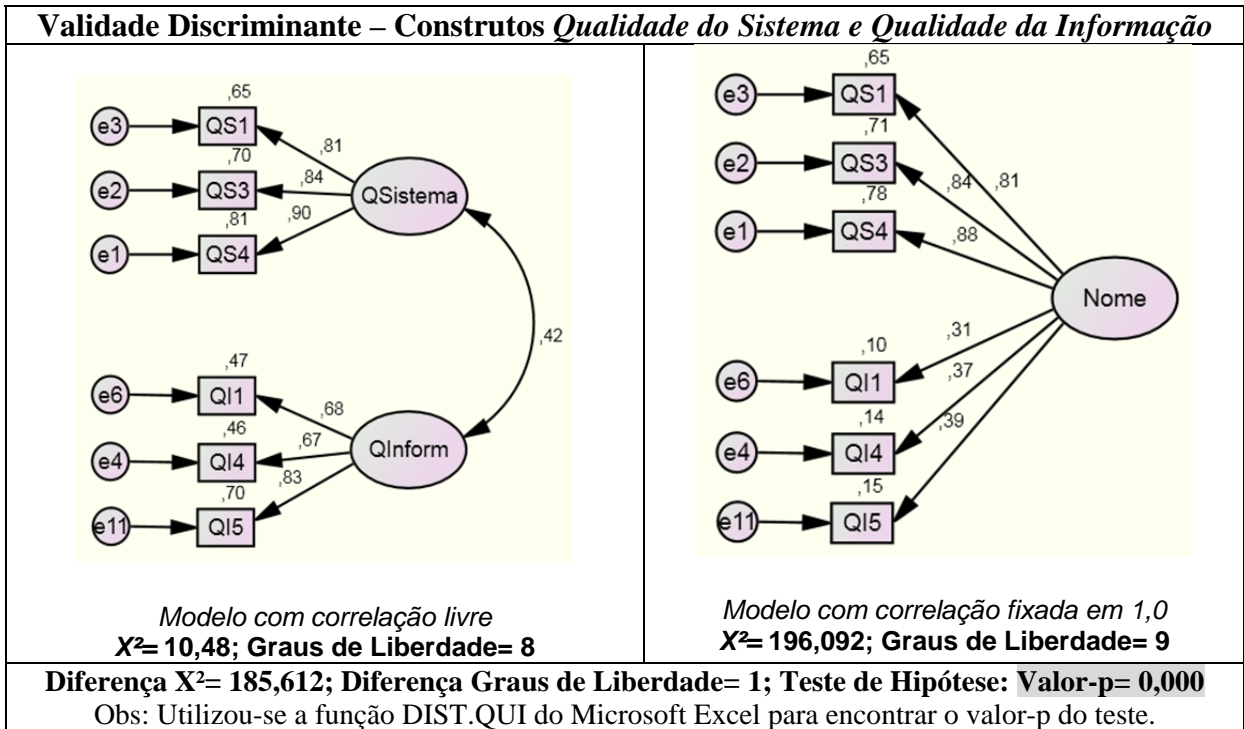 Validade Discriminante – Construtos Qualidade do Sistema e Qualidade da Informação
,65
e3 QS1
,81
,70
e2 QS3
,84
QSistema
,90
,81
e1 QS4
,42
,47
e6 QI1
,68
,46
e4 QI4
,67
QInform
,83
,70
e11 QI5
Modelo com correlação livre
X²= 10,48; Graus de Liberdade= 8
,65
e3 QS1
,71
e2 QS3
,84 ,81
,78
e1 QS4
,88
Nome
,31
,10
e6 QI1
,37
,14
,39
e4 QI4
,15
e11 QI5
Modelo com correlação fixada em 1,0
X²= 196,092; Graus de Liberdade= 9
Diferença X²= 185,612; Diferença Graus de Liberdade= 1; Teste de Hipótese: Valor-p= 0,000
Obs: Utilizou-se a função DIST.QUI do Microsoft Excel para encontrar o valor-p do teste.